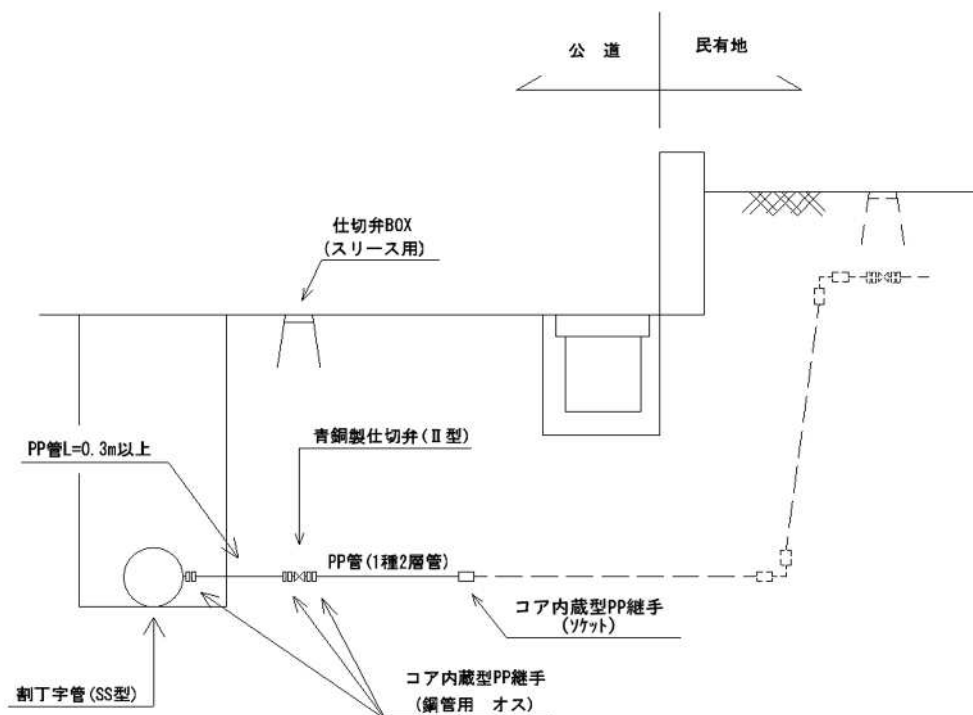 公 道
民有地
仕切弁BOX
(スリース用)
青銅製仕切弁(Ⅱ型)
PP管L=0.3m以上
PP管(1種2層管)
コア内蔵型PP継手
(ソケット)
割丁字管(SS型)
コア内蔵型PP継手
(鋼管用 オス)